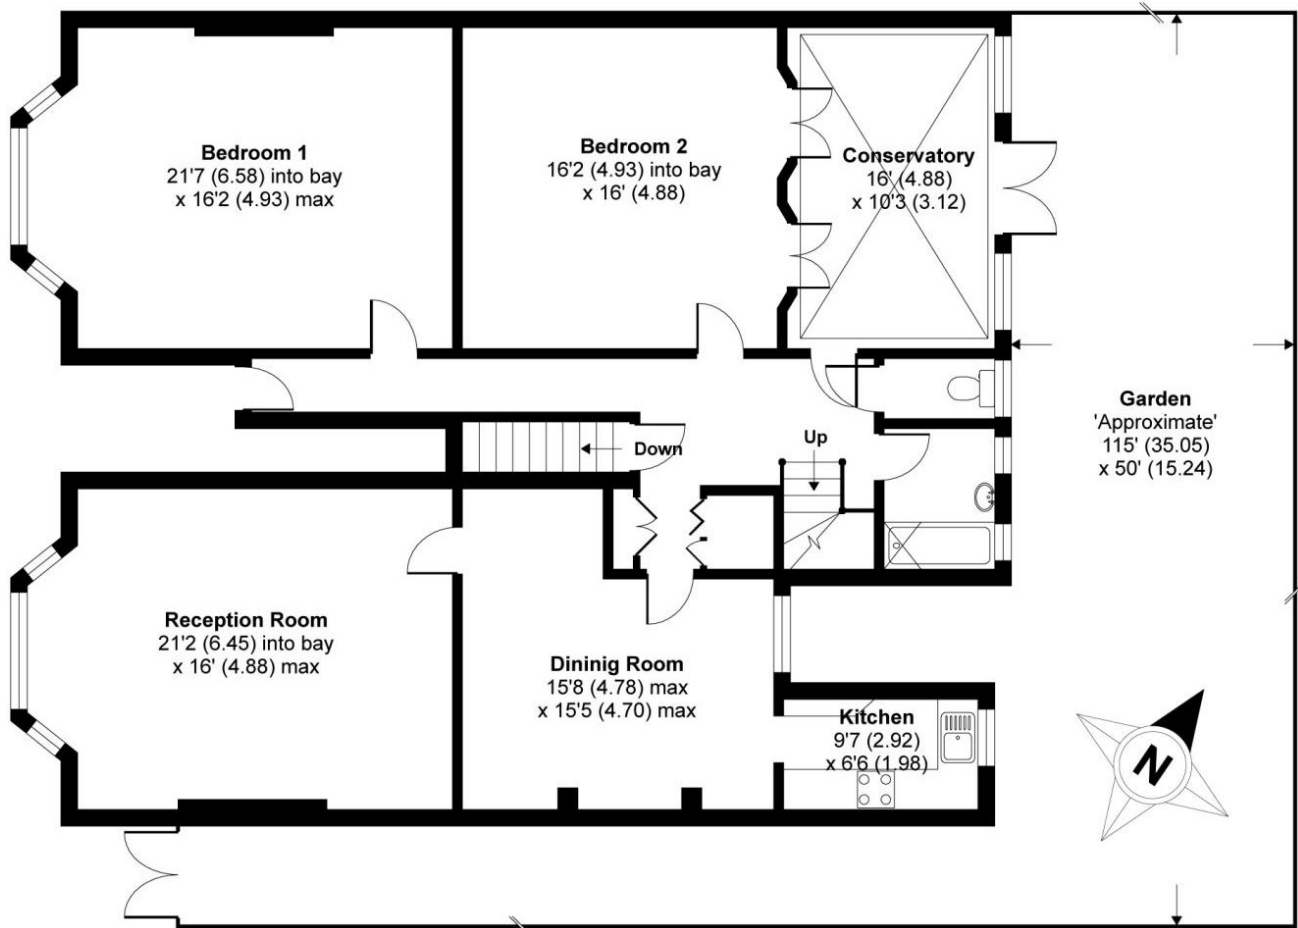 Bedroom 1
21'7 (6.58) into bay
x 16'2 (4.93) max
Bedroom 2
16'2 (4.93) into bay
x 16' (4.88)
Conservatory
16' (4.88)
x 10'3 (3.12)
Garden
'Approximate'
115' (35.05)
x 50' (15.24)
Down
Up
Reception Room
21'2 (6.45) into bay
x 16' (4.88) max
Dininig Room
15'8 (4.78) max
x 15'5 (4.70) max
Kitchen
9'7 (2.92)
x 6'6 (1.98)
N